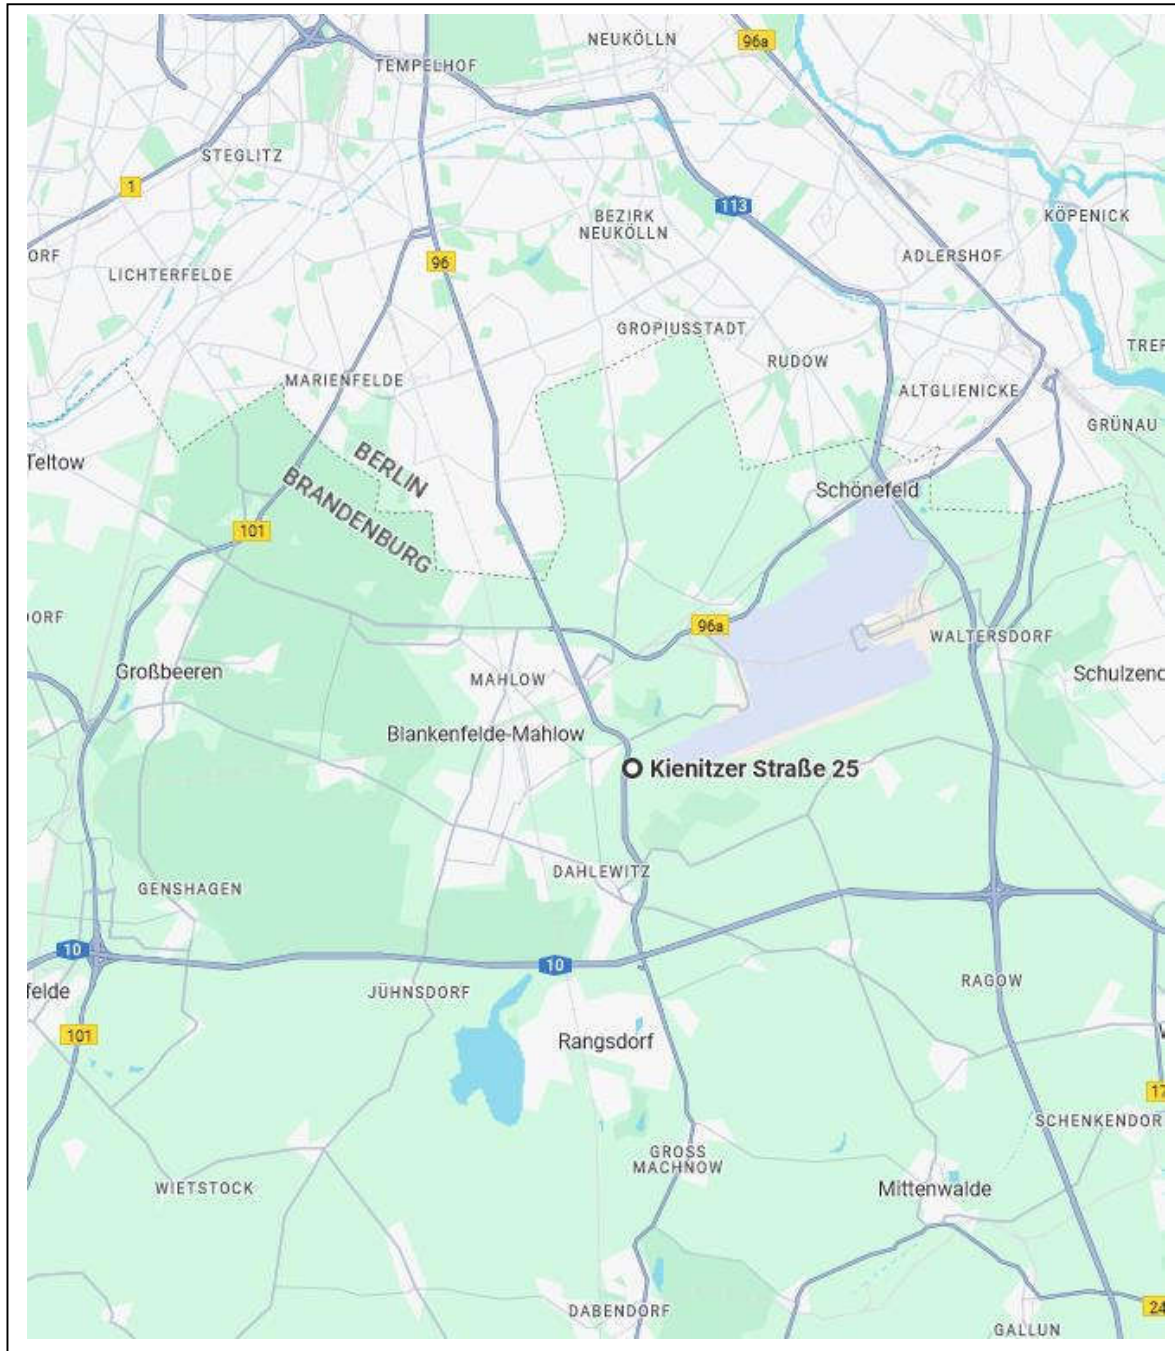 NEUKÖLLN
96a
TEMPELHOF
STEGLITZ
1
113
BEZIRK
NEUKÖLLN
KÖPENICK
ORF
96
ADLERSHOF
LICHTERFELDE
GROPIUSSTADT
TREP
RUDOW
MARIENFELDE
ALTGLIENICKE
GRÜNAU
Teltow
BERLIN
BRANDENBURG
Schönefeld
101
DORF
96a
WALTERSDORF
Großbeeren
MAHLOW
Schulzend
Blankenfelde-Mahlow
Kienitzer Straße 25
DAHLEWITZ
GENSHAGEN
10
10
felde
JÜHNSDORF
RAGOW
101
Rangsdorf
17
SCHENKENDOR
GROSS
MACHNOW
WIETSTOCK
Mittenwalde
DABENDORF
24
GALLUN